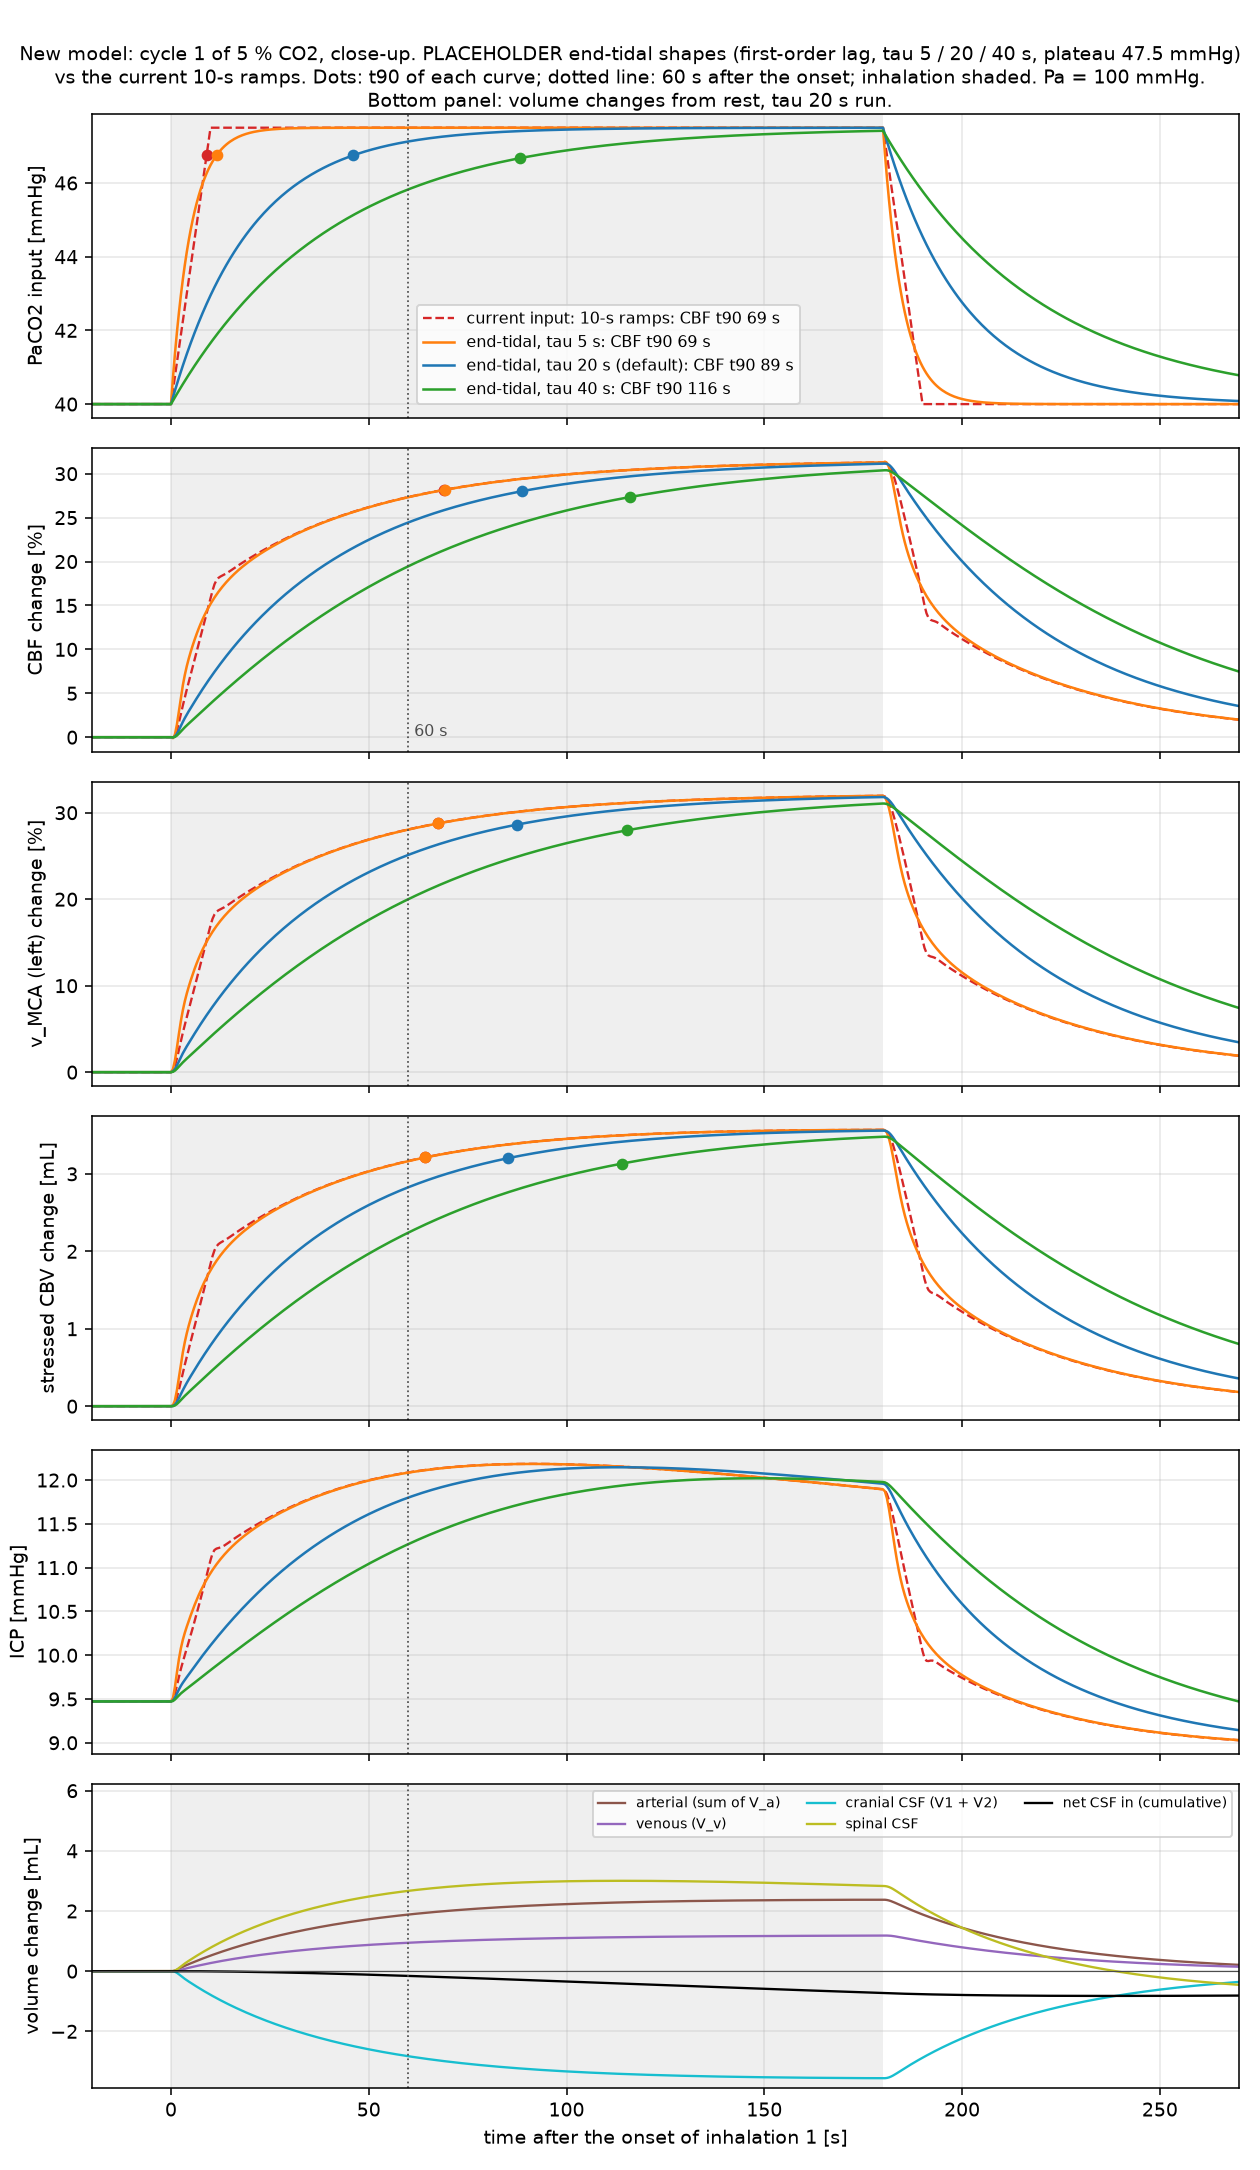 New model: cycle 1 of 5 % CO2, close-up. PLACEHOLDER end-tidal shapes (first-order lag, tau 5 / 20 / 40 s, plateau 47.5 mmHg)
vs the current 10-s ramps. Dots: t90 of each curve; dotted line: 60 s after the onset; inhalation shaded. Pa = 100 mmHg.
Bottom panel: volume changes from rest, tau 20 s run.
PaCO2 input [mmHg]
46
44
42
40
current input: 10-s ramps: CBF t90 69 s
end-tidal, tau 5 s: CBF t90 69 s
end-tidal, tau 20 s (default): CBF t90 89 s
end-tidal, tau 40 s: CBF t90 116 s
CBF change [%]
30
25
20
15
10
5
0
60 s
v_MCA (left) change [%]
30
20
10
0
stressed CBV change [mL]
3
2
1
0
ICP [mmHg]
12.0
11.5
11.0
10.5
10.0
9.5
9.0
volume change [mL]
6
4
2
0
−2
arterial (sum of V_a)
venous (V_v)
cranial CSF (V1 + V2)
spinal CSF
net CSF in (cumulative)
0
50
100
150
200
250
time after the onset of inhalation 1 [s]